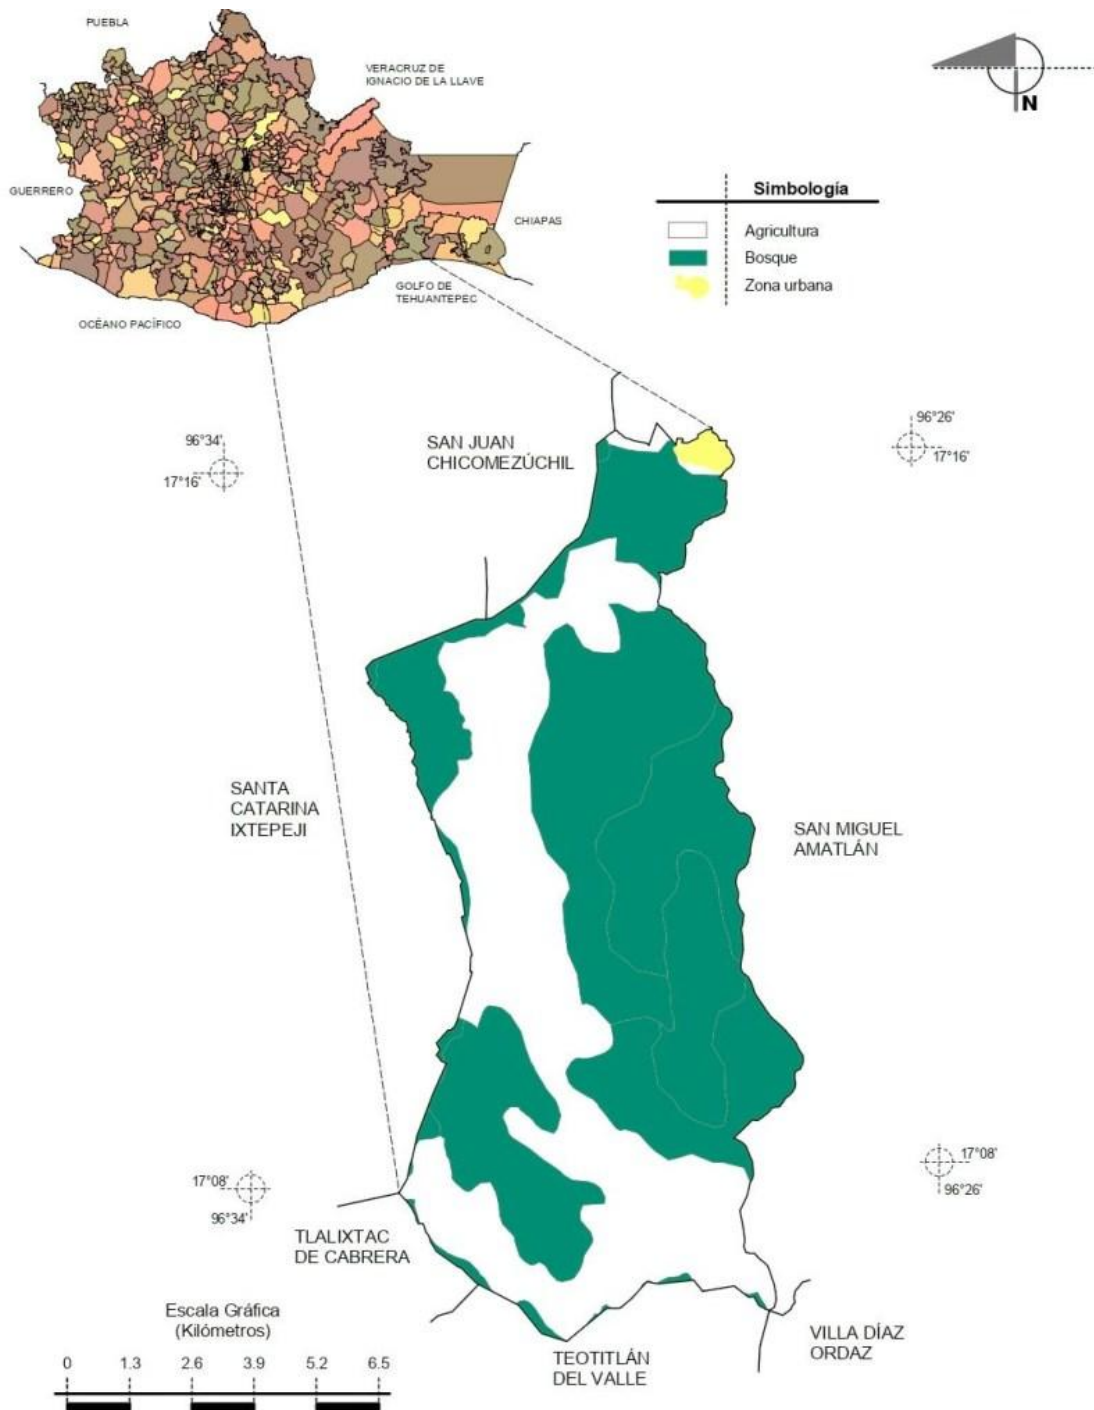 PUEBLA
VERACRUZ DE
IGNACIO DE LA LLAVE
GUERRERO
CHIAPAS
GOLFO DE
TEHUANTEPEC
OCÉANO PACÍFICO
N
Simbología
Agricultura
Bosque
Zona urbana
96°34'
17°16'
SAN JUAN
CHICOMEZÚCHIL
96°26'
17°16'
SANTA
CATARINA
IXTEPEJI
SAN MIGUEL
AMATLÁN
17°08'
96°34'
17°08'
96°26'
TLALIXTAC
DE CABRERA
Escala Gráfica
(Kilómetros)
0 1.3 2.6 3.9 5.2 6.5
TEOTITLÁN
DEL VALLE
VILLA DÍAZ
ORDAZ